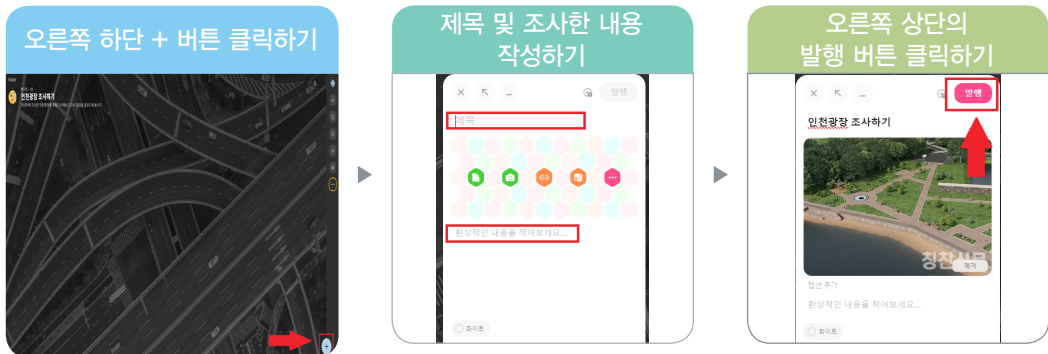 오른쪽 하단 + 버튼 클릭하기
제목 및 조사한 내용
작성하기
오른쪽 상단의
발행 버튼 클릭하기
인천광장 조사하기
발행
제목
환상적인 내용을 적어보세요...
화이트
발행
인천광장 조사하기
칭찬
제거
캡션 추가
환상적인 내용을 적어보세요...
화이트